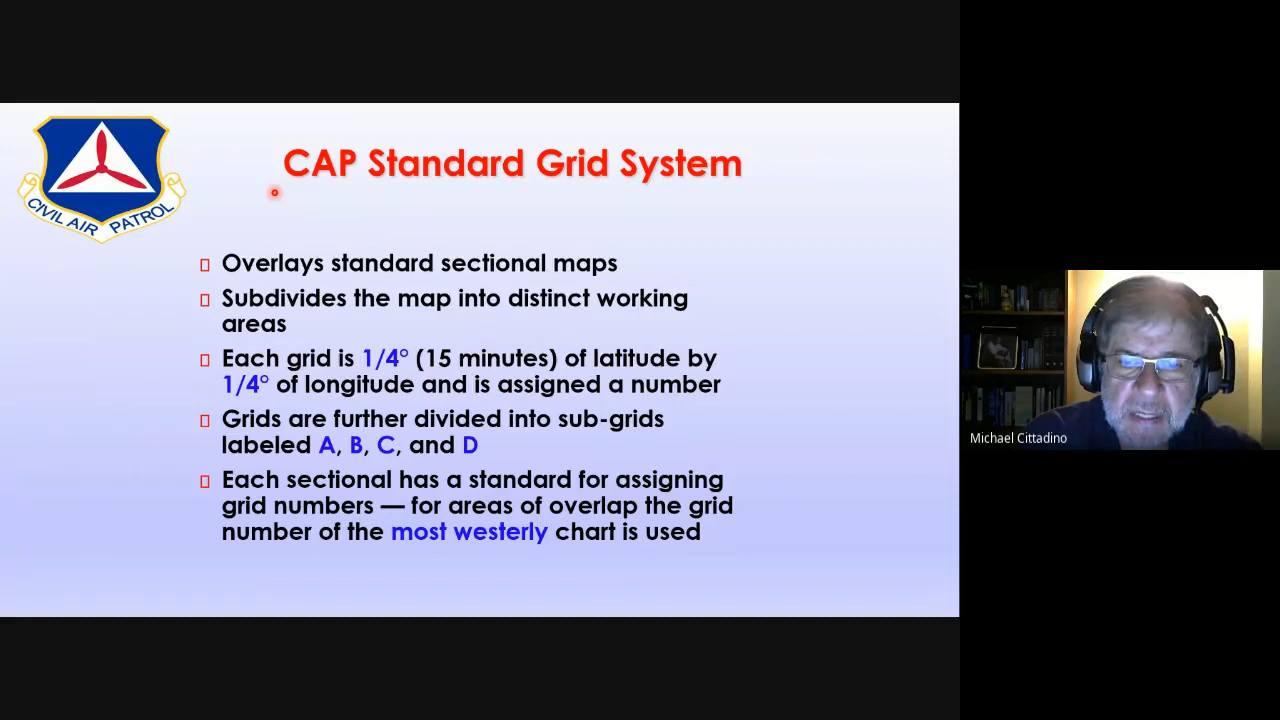 CAP Standard Grid System
CIVIL AIR PATROL
Overlays standard sectional maps
Subdivides the map into distinct working
areas
Each grid is 1/4° (15 minutes) of latitude by
1/4° of longitude and is assigned a number
Grids are further divided into sub-grids
labeled A, B, C, and D
Each sectional has a standard for assigning
grid numbers — for areas of overlap the grid
number of the most westerly chart is used
Michael Cittadino